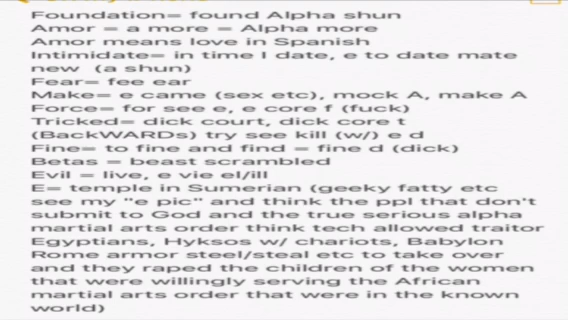 Foundation= found Alpha shun
Amor = a more = Alpha more
Amor means love in Spanish
Intimidate= in time I date, e to date mate
new  (a shun)
Fear= fee ear
Make= e came (sex etc), mock A, make A
Force= for see e, e core f (fuck)
Tricked= dick court, dick core t
(BackWARDs) try see kill (w/) e d
Fine= to fine and find = fine d (dick)
Betas = beast scrambled
Evil = live, e vie el/ill
E= temple in Sumerian (geeky fatty etc
see my "e pic" and think the ppl that don't
submit to God and the true serious alpha
martial arts order think tech allowed traitor
Egyptians, Hyksos w/ chariots, Babylon
Rome armor steel/steal etc to take over
and they raped the children of the women
that were willingly serving the African
martial arts order that were in the known
world)